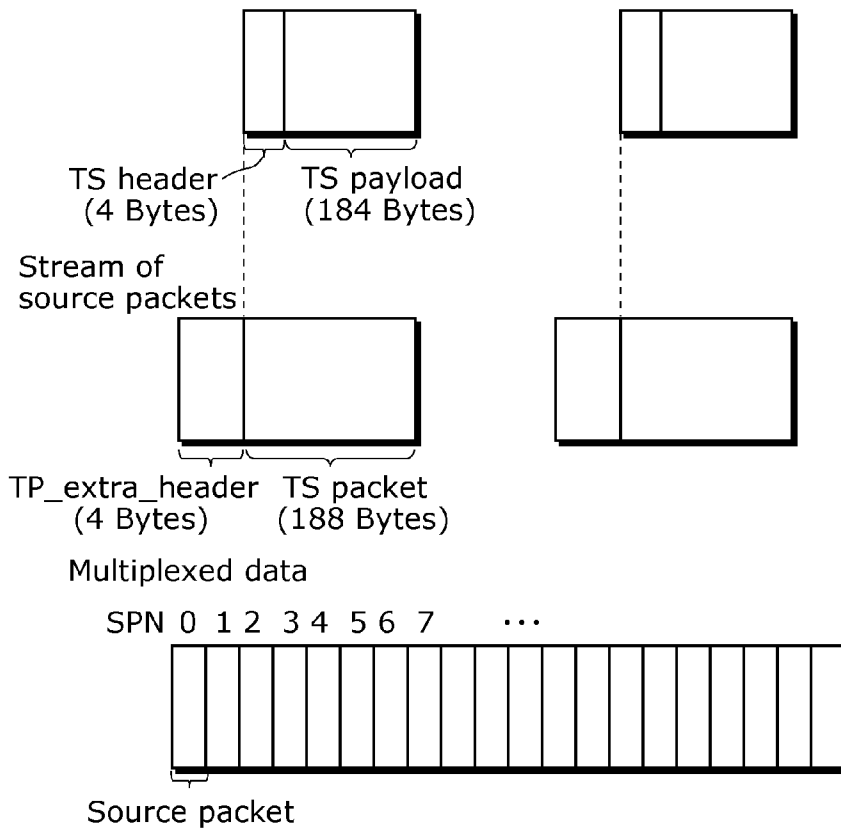 TS header TS payload
(4 Bytes) (184 Bytes)
Stream of
source packets
TP_extra_header TS packet
(4 Bytes) (188 Bytes)
Multiplexed data
SPN 0 1 2 3 4 5 6 7 ...
Source packet